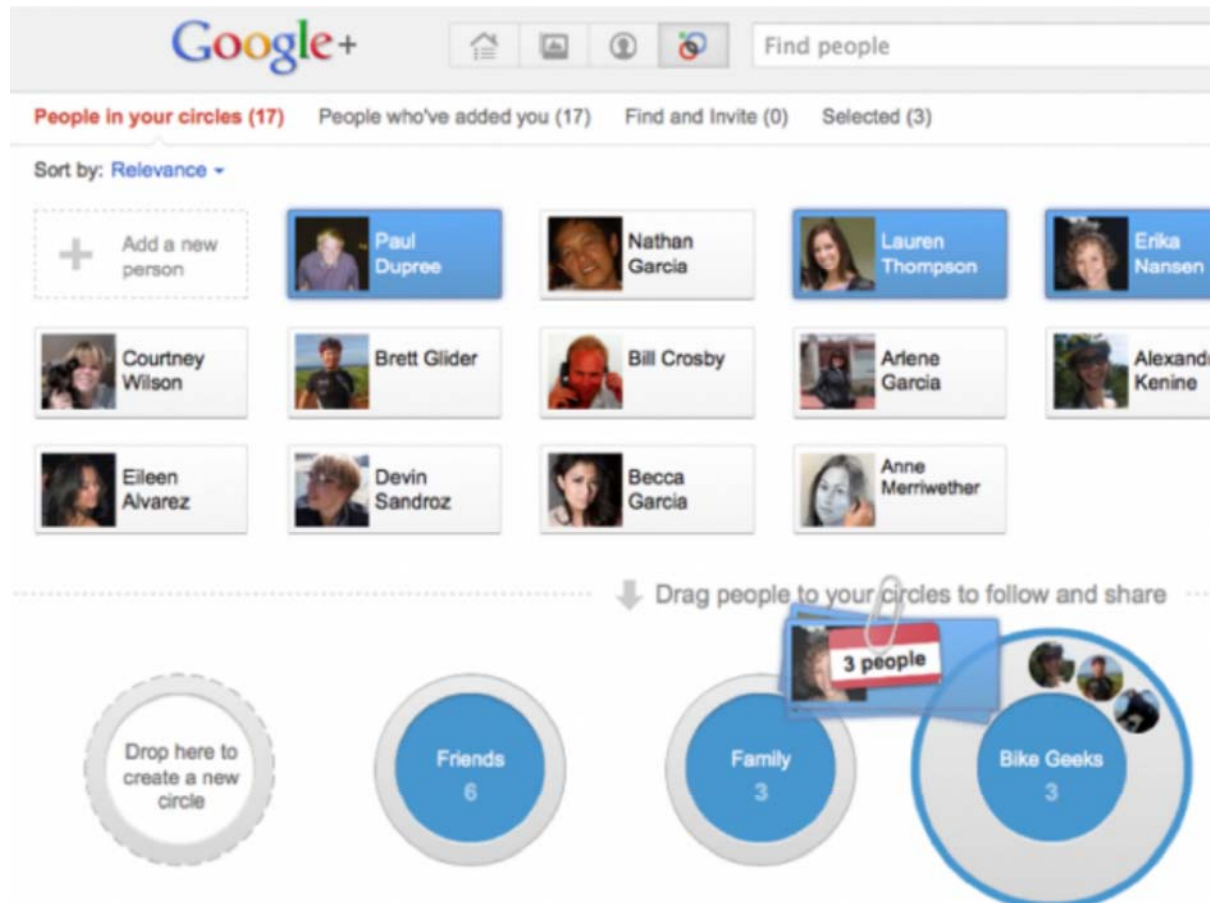 Google+
Find people
People in your circles (17) People who've added you (17) Find and Invite (0) Selected (3)
Sort by: Relevance
Add a new
person
Paul
Dupree
Nathan
Garcia
Lauren
Thompson
Erika
Nansen
Courtney
Wilson
Brett Glider
Bill Crosby
Arlene
Garcia
Alexand
Kenine
Eileen
Alvarez
Devin
Sandroz
Becca
Garcia
Anne
Merriwether
Drag people to your circles to follow and share
3 people
Drop here to
create a new
circle
Friends
6
Family
3
Bike Geeks
3